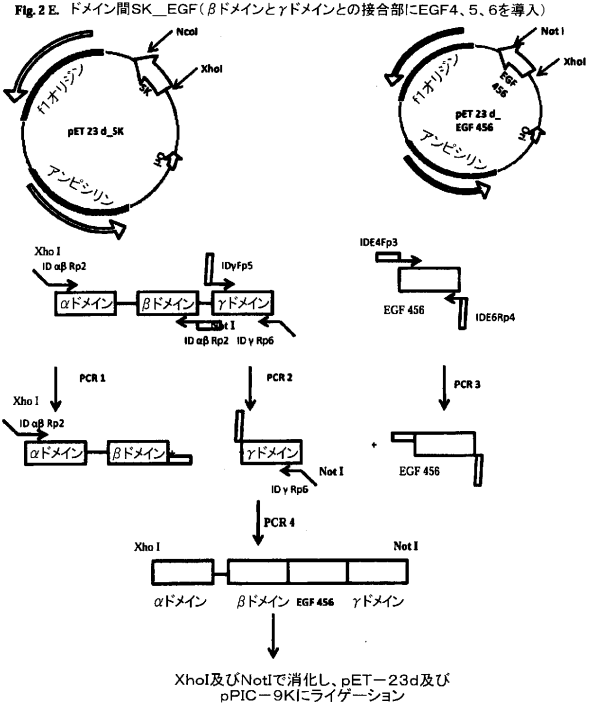 Fig. 2 E. ドメイン間SK__EGF(βドメインとγドメインとの接合部にEGF4、5、6を導入)
NcoI
XhoI
SK
f1オリジン
pET 23 d_SK
アンピシリン
Ori
Not I
XhoI
EGF 456
f1オリジン
pET 23 d_
EGF 456
アンピシリン
Ori
Xho I
ID αβ Rp2
IDγFp5
αドメイン
βドメイン
γドメイン
Not I
ID αβ Rp2
ID γ Rp6
IDE4Fp3
EGF 456
IDE6Rp4
PCR 1
PCR 2
PCR 3
Xho I
ID αβ Rp2
αドメイン
βドメイン
+
γドメイン
Not I
ID γ Rp6
+
EGF 456
PCR 4
Xho I
Not I
αドメイン
βドメイン
EGF 456
γドメイン
XhoI及びNotIで消化し、pET-23d及び
pPIC-9Kにライゲーション